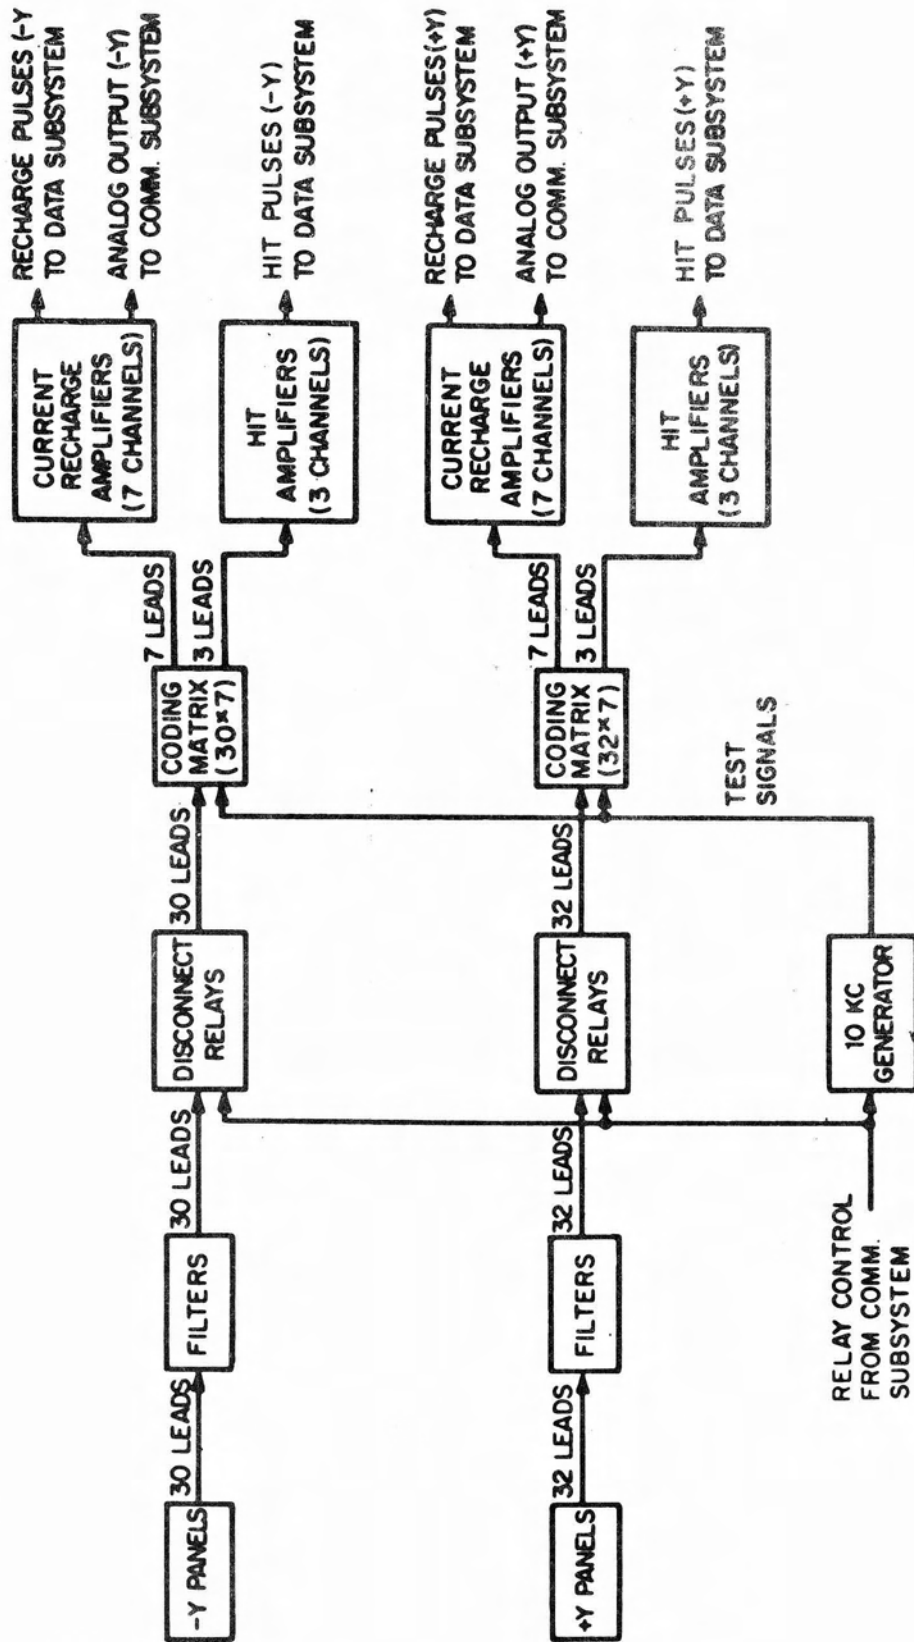 -Y PANELS
30 LEADS
FILTERS
30 LEADS
DISCONNECT
RELAYS
30 LEADS
CODING
MATRIX
(30×7)
7 LEADS
3 LEADS
CURRENT
RECHARGE
AMPLIFIERS
(7 CHANNELS)
RECHARGE PULSES (-Y
TO DATA SUBSYSTEM
ANALOG OUTPUT (-Y)
TO COMM. SUBSYSTEM
HIT
AMPLIFIERS
(3 CHANNELS)
HIT PULSES (-Y)
TO DATA SUBSYSTEM
+Y PANELS
32 LEADS
FILTERS
32 LEADS
DISCONNECT
RELAYS
32 LEADS
CODING
MATRIX
(32×7)
7 LEADS
3 LEADS
CURRENT
RECHARGE
AMPLIFIERS
(7 CHANNELS)
RECHARGE PULSES(+Y)
TO DATA SUBSYSTEM
ANALOG OUTPUT (+Y)
TO COMM. SUBSYSTEM
HIT
AMPLIFIERS
(3 CHANNELS)
HIT PULSES(+Y)
TO DATA SUBSYSTEM
RELAY CONTROL
FROM COMM.
SUBSYSTEM
10 KC
GENERATOR
TEST
SIGNALS